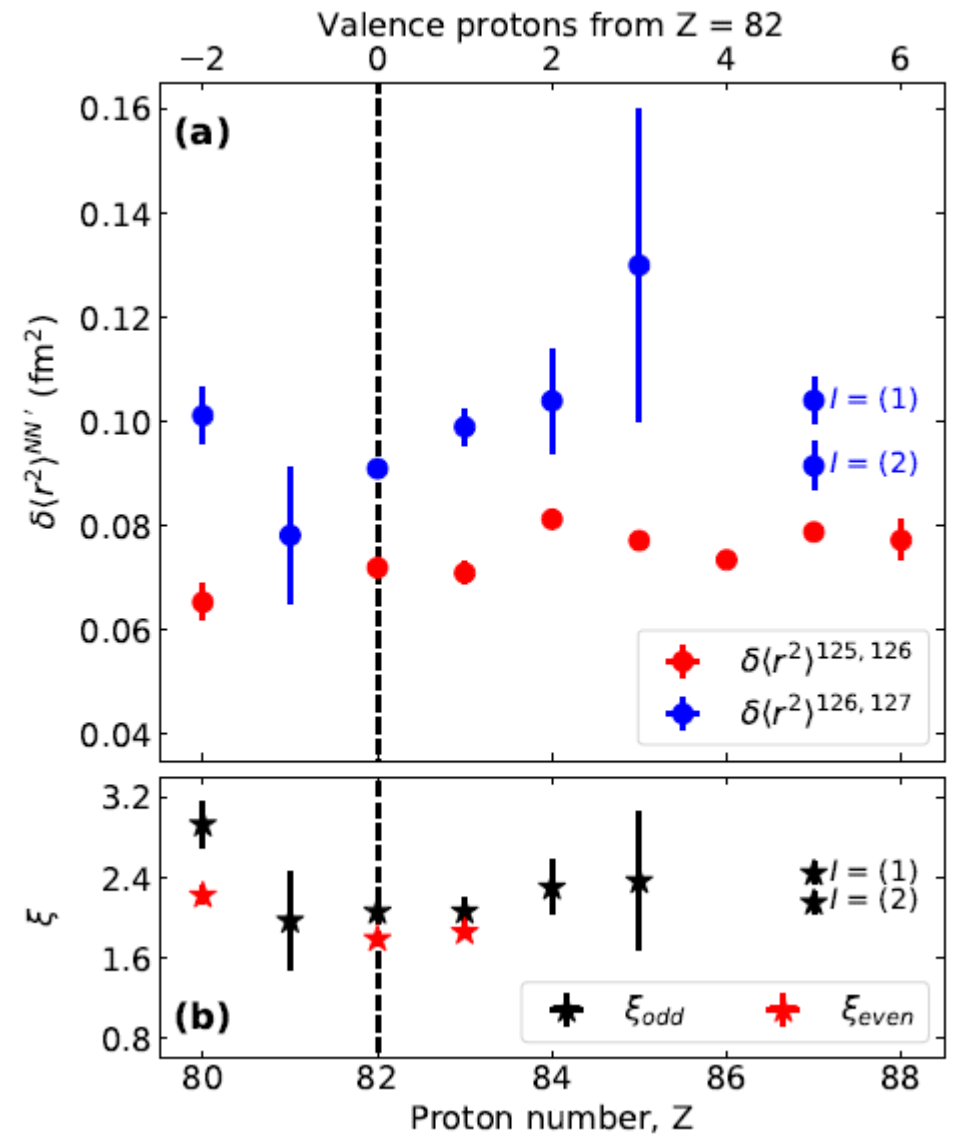 Valence protons from Z = 82
−2 0 2 4 6
(a)
0.16
0.14
0.12
0.10
0.08
0.06
0.04
δ⟨r²⟩ᴺᴺ′ (fm²)
I = (1)
I = (2)
δ⟨r²⟩¹²⁵,¹²⁶
δ⟨r²⟩¹²⁶,¹²⁷
3.2
2.4
1.6
0.8
ξ
I = (1)
I = (2)
(b)
ξodd ξeven
80 82 84 86 88
Proton number, Z